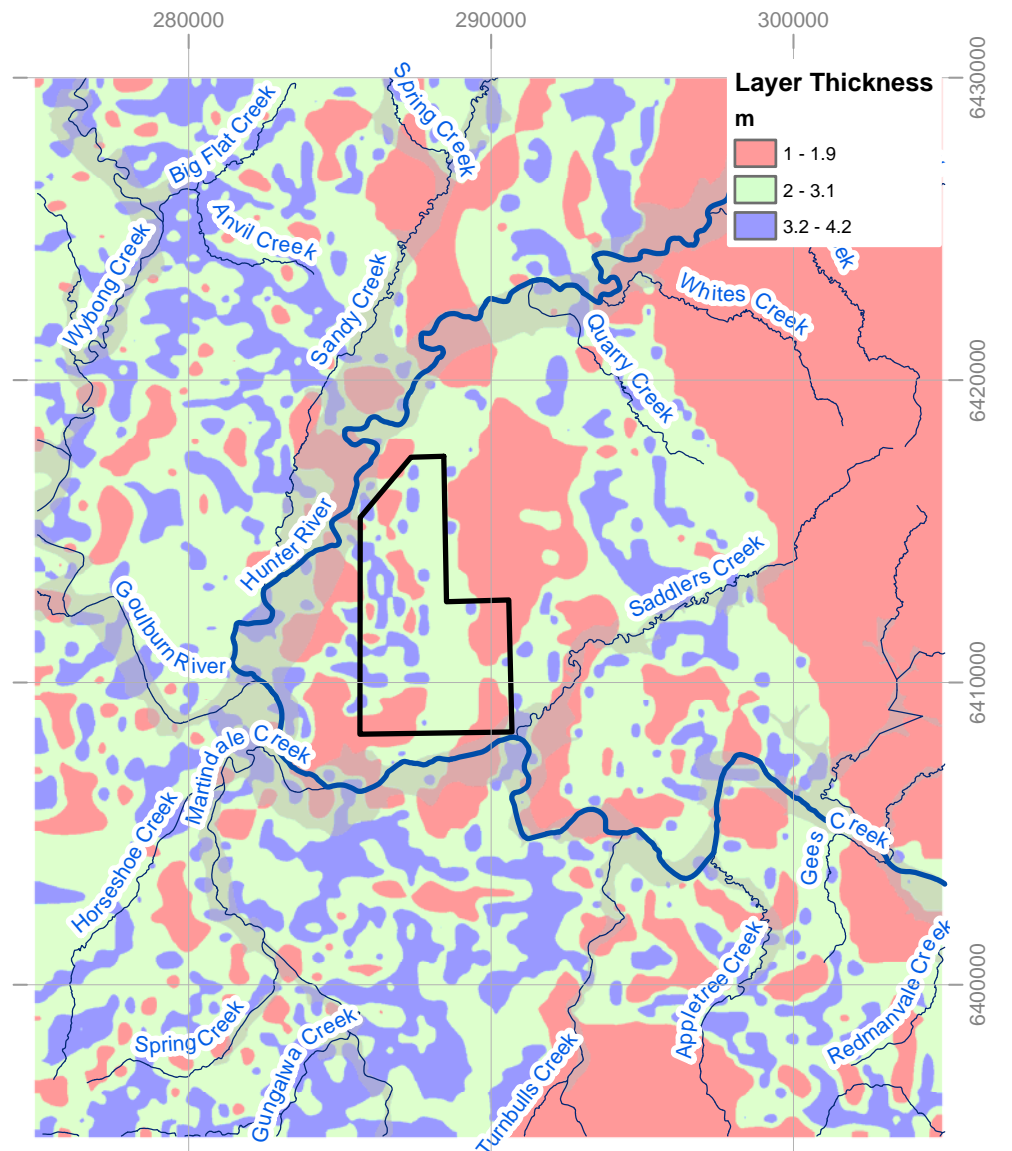 280000
290000
300000
6430000
6420000
6410000
6400000
Layer Thickness
m
1 - 1.9
2 - 3.1
3.2 - 4.2
Spring Creek
Big Flat Creek
Anvil Creek
Wybong Creek
Sandy Creek
ek
Whites Creek
Quarry Creek
Hunter River
Saddlers Creek
Goulburn River
Martindale Creek
Horseshoe Creek
Gees Creek
Appletree Creek
Redmanvale Creek
Spring Creek
Gungalwa Creek
Turnbulls Creek